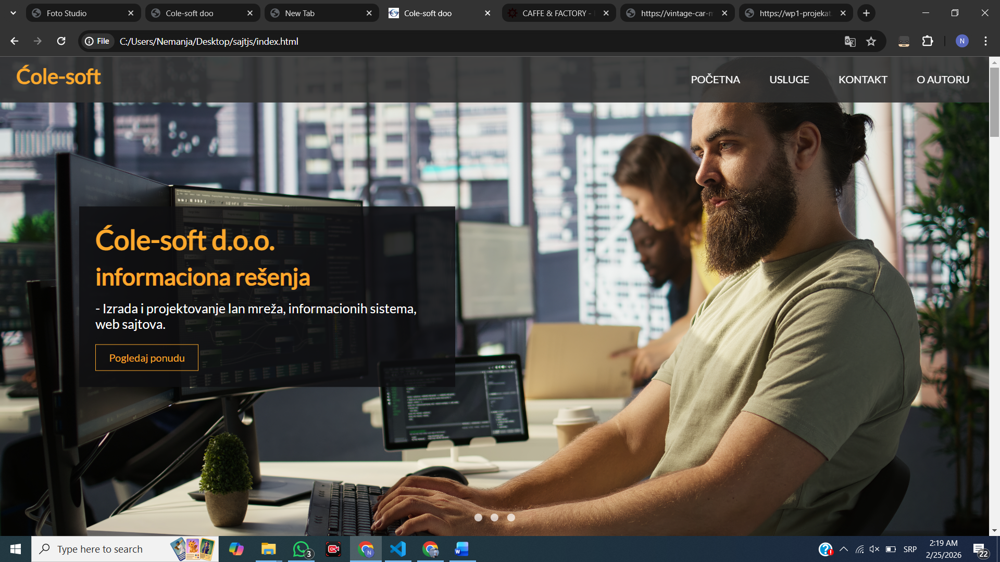 Foto Studio
Cole-soft doo
New Tab
Cole-soft doo
CAFFE & FACTORY -
https://vintage-car-
https://wp1-projekat.
File
C:/Users/Nemanja/Desktop/sajtjs/index.html
N
Ćole-soft
POČETNA
USLUGE
KONTAKT
O AUTORU
Ćole-soft d.o.o.
informaciona rešenja
- Izrada i projektovanje lan mreža, informacionih sistema,
web sajtova.
Pogledaj ponudu
Type here to search
3
N
SRP
2:19 AM
2/25/2026
22